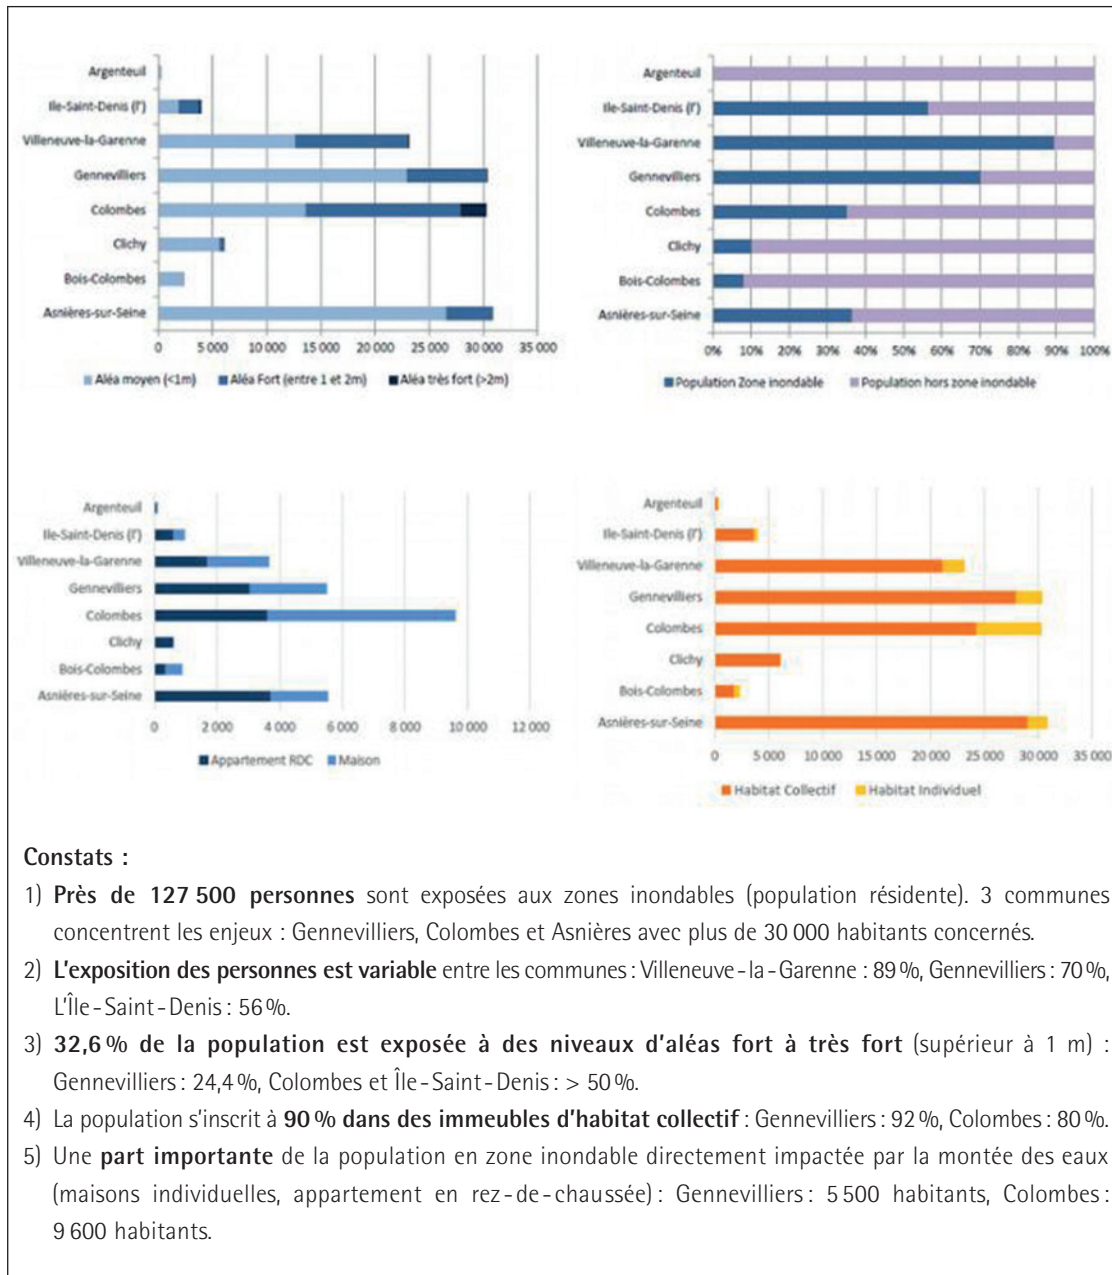 Argenteuil
Ile-Saint-Denis (l')
Villeneuve-la-Garenne
Gennevilliers
Colombes
Clichy
Bois-Colombes
Asnières-sur-Seine
0 5 000 10 000 15 000 20 000 25 000 30 000 35 000
Aléa moyen (<1m) Aléa Fort (entre 1 et 2m) Aléa très fort (>2m)
Argenteuil
Ile-Saint-Denis (l')
Villeneuve-la-Garenne
Gennevilliers
Colombes
Clichy
Bois-Colombes
Asnières-sur-Seine
0% 10% 20% 30% 40% 50% 60% 70% 80% 90% 100%
Population Zone inondable Population hors zone inondable
Argenteuil
Ile-Saint-Denis (l')
Villeneuve-la-Garenne
Gennevilliers
Colombes
Clichy
Bois-Colombes
Asnières-sur-Seine
0 2 000 4 000 6 000 8 000 10 000 12 000
Appartement RDC Maison
Argenteuil
Ile-Saint-Denis (l')
Villeneuve-la-Garenne
Gennevilliers
Colombes
Clichy
Bois-Colombes
Asnières-sur-Seine
0 5 000 10 000 15 000 20 000 25 000 30 000 35 000
Habitat Collectif Habitat Individuel
Constats :
1) Près de 127 500 personnes sont exposées aux zones inondables (population résidente). 3 communes
concentrent les enjeux : Gennevilliers, Colombes et Asnières avec plus de 30 000 habitants concernés.
2) L'exposition des personnes est variable entre les communes : Villeneuve-la-Garenne : 89 %, Gennevilliers : 70 %,
L'Île-Saint-Denis : 56 %.
3) 32,6 % de la population est exposée à des niveaux d'aléas fort à très fort (supérieur à 1 m) :
Gennevilliers : 24,4 %, Colombes et Île-Saint-Denis : > 50 %.
4) La population s'inscrit à 90 % dans des immeubles d'habitat collectif : Gennevilliers : 92 %, Colombes : 80 %.
5) Une part importante de la population en zone inondable directement impactée par la montée des eaux
(maisons individuelles, appartement en rez-de-chaussée) : Gennevilliers : 5 500 habitants, Colombes :
9 600 habitants.